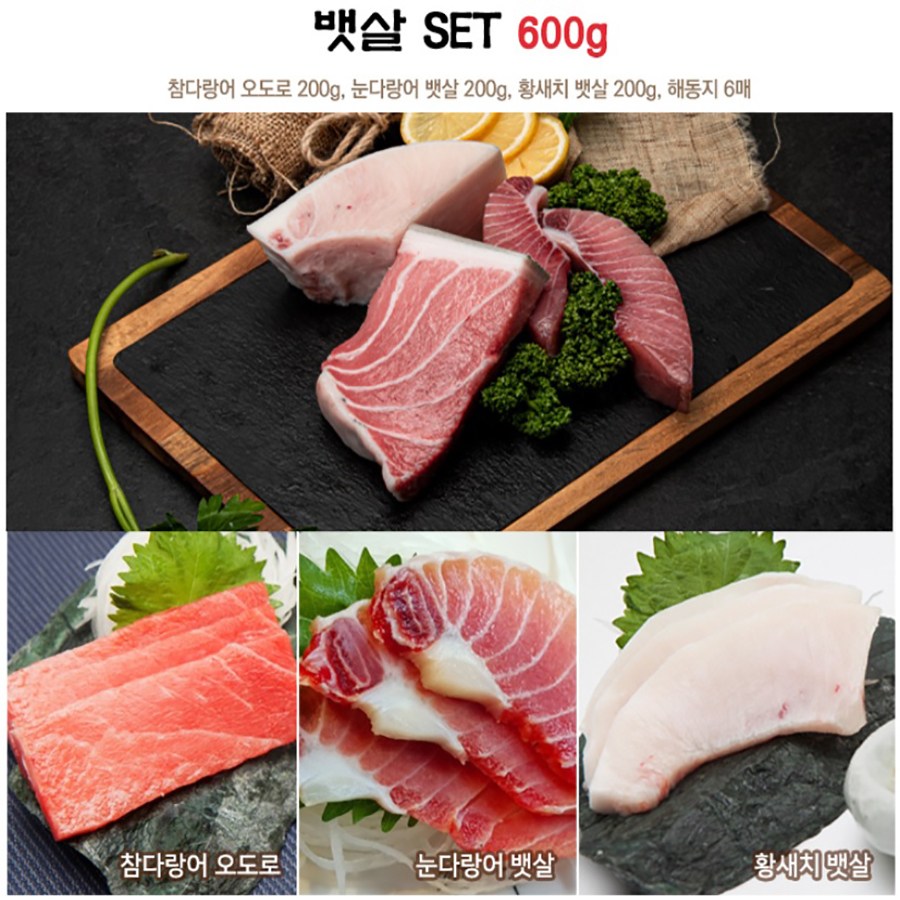 뱃살 SET 600g
참다랑어 오도로 200g, 눈다랑어 뱃살 200g, 황새치 뱃살 200g, 해동지 6매
참다랑어 오도로
눈다랑어 뱃살
황새치 뱃살